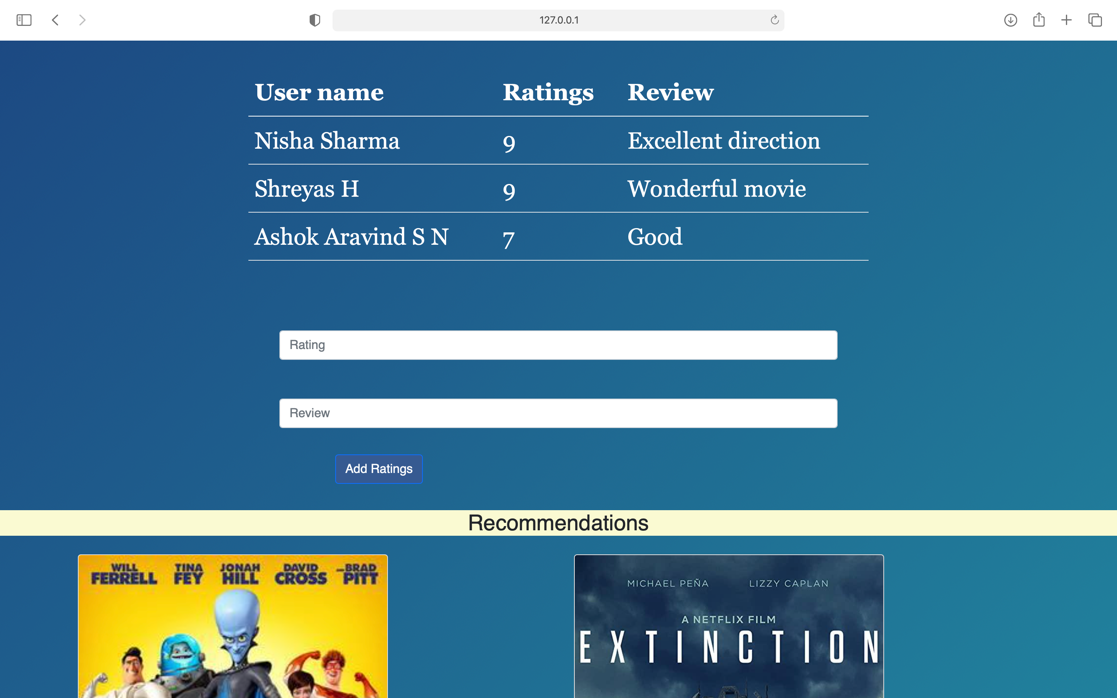 127.0.0.1
User name Ratings Review
Nisha Sharma 9 Excellent direction
Shreyas H 9 Wonderful movie
Ashok Aravind S N 7 Good
Rating
Review
Add Ratings
Recommendations
WILL FERRELL TINA FEY JONAH HILL DAVID CROSS AND BRAD PITT
MICHAEL PEÑA LIZZY CAPLAN
A NETFLIX FILM
EXTINCTION